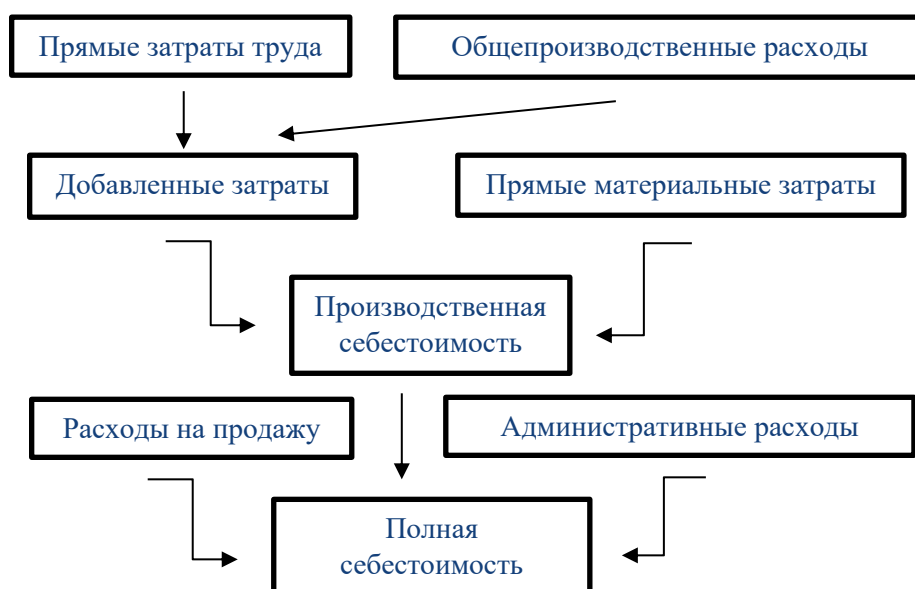 Прямые затраты труда
Общепроизводственные расходы
Добавленные затраты
Прямые материальные затраты
Производственная
себестоимость
Расходы на продажу
Административные расходы
Полная
себестоимость